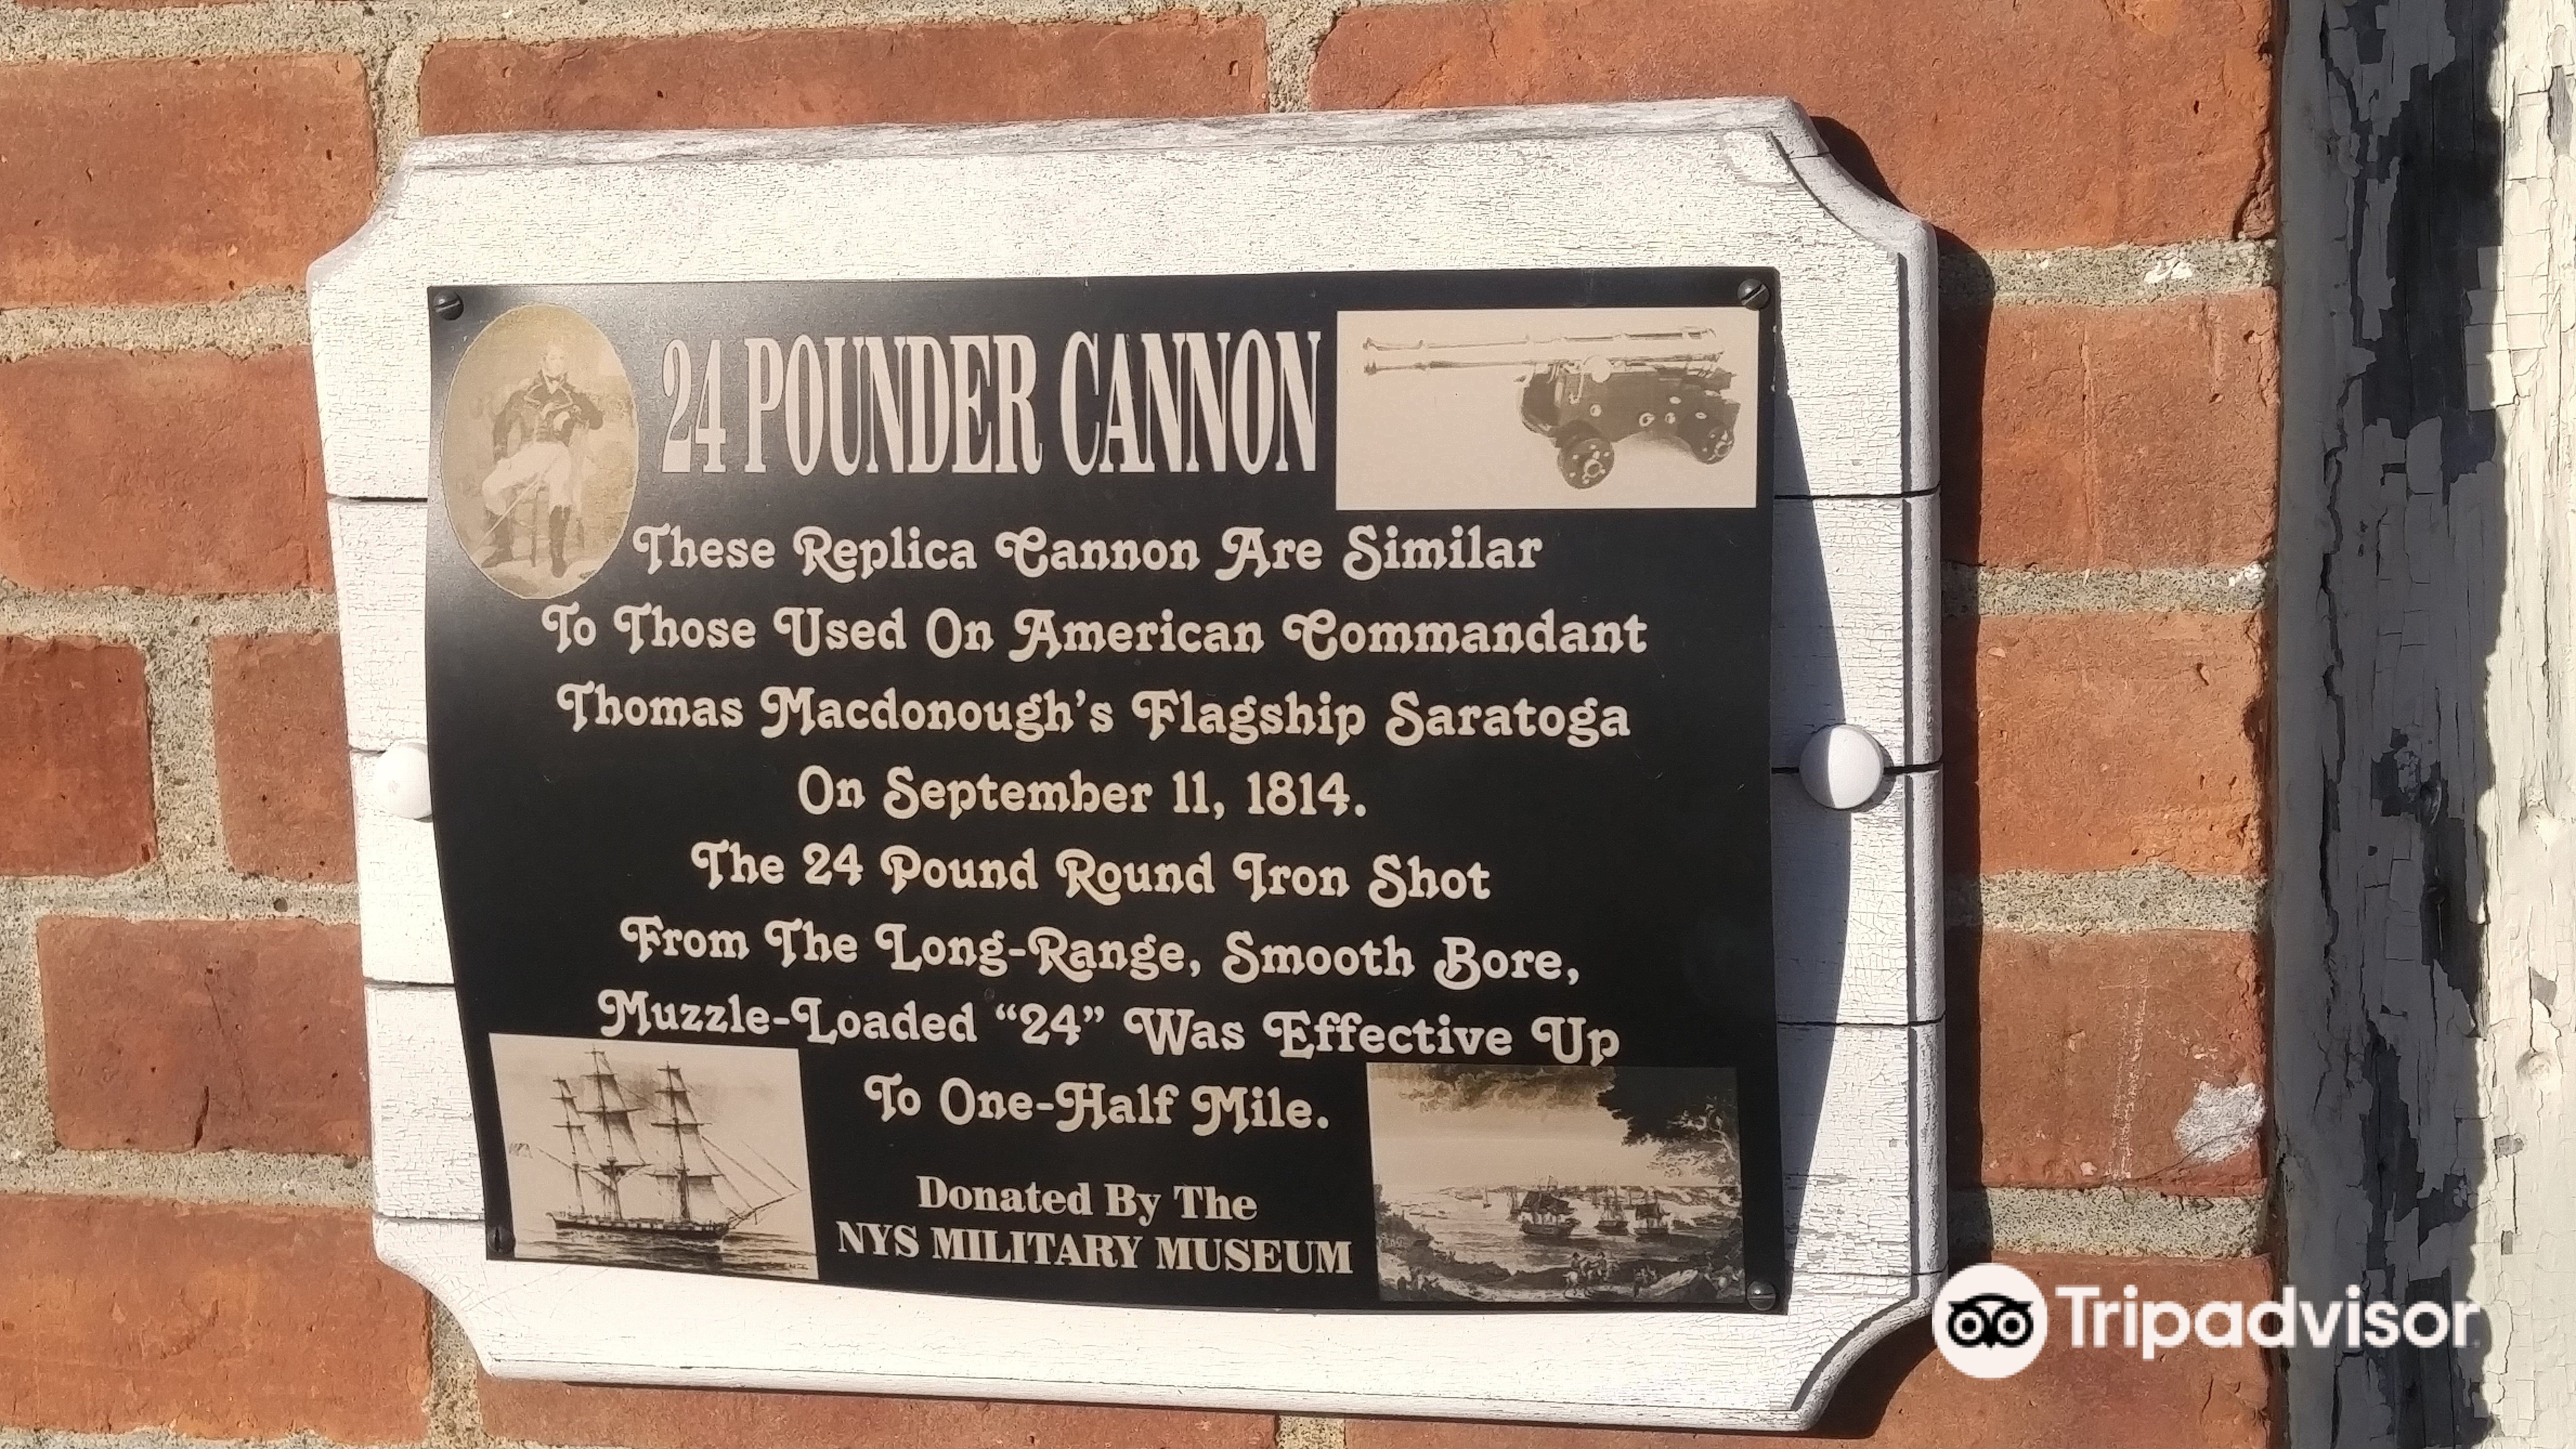 24 POUNDER CANNON
These Replica Cannon Are Similar
To Those Used On American Commandant
Thomas Macdonough's Flagship Saratoga
On September 11, 1814.
The 24 Pound Round Iron Shot
From The Long-Range, Smooth Bore,
Muzzle-Loaded “24” Was Effective Up
To One-Half Mile.
Donated By The
NYS MILITARY MUSEUM
Tripadvisor